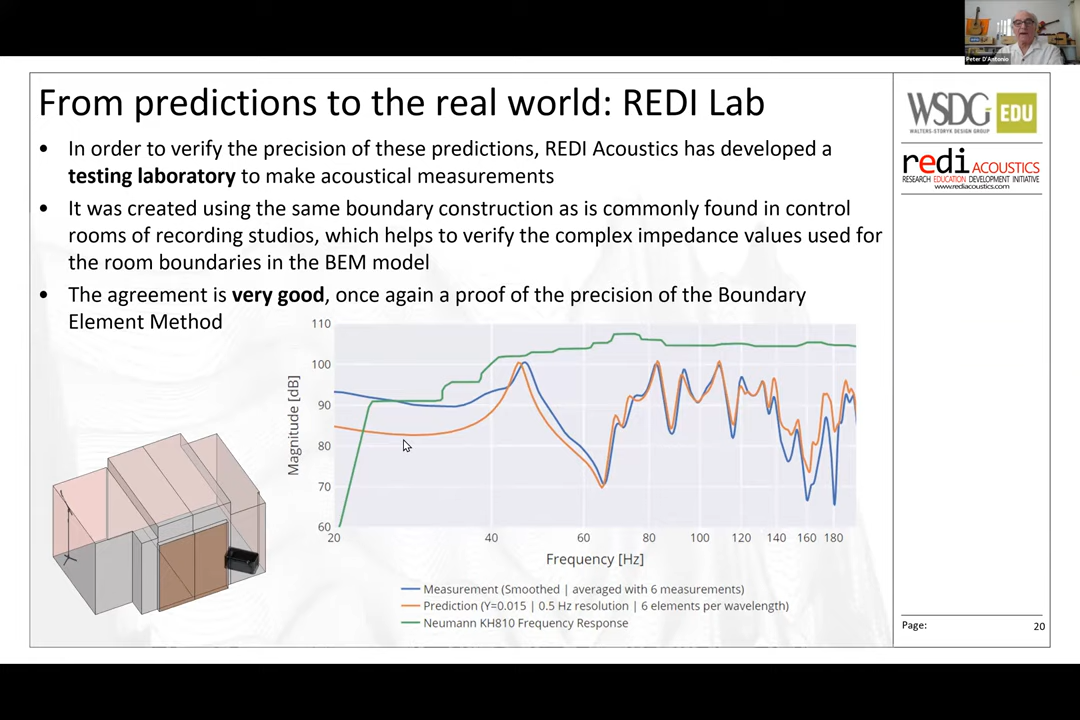 Peter D'Antonio
From predictions to the real world: REDI Lab
• In order to verify the precision of these predictions, REDI Acoustics has developed a
testing laboratory to make acoustical measurements
• It was created using the same boundary construction as is commonly found in control
rooms of recording studios, which helps to verify the complex impedance values used for
the room boundaries in the BEM model
• The agreement is very good, once again a proof of the precision of the Boundary
Element Method
110
100
90
80
70
60
Magnitude [dB]
20 40 60 80 100 120 140 160 180
Frequency [Hz]
Measurement (Smoothed | averaged with 6 measurements)
Prediction (Y=0.015 | 0.5 Hz resolution | 6 elements per wavelength)
Neumann KH810 Frequency Response
WSDG EDU
WALTERS-STORYK DESIGN GROUP
redi ACOUSTICS
RESEARCH EDUCATION DEVELOPMENT INITIATIVE
www.rediacoustics.com
Page: 20